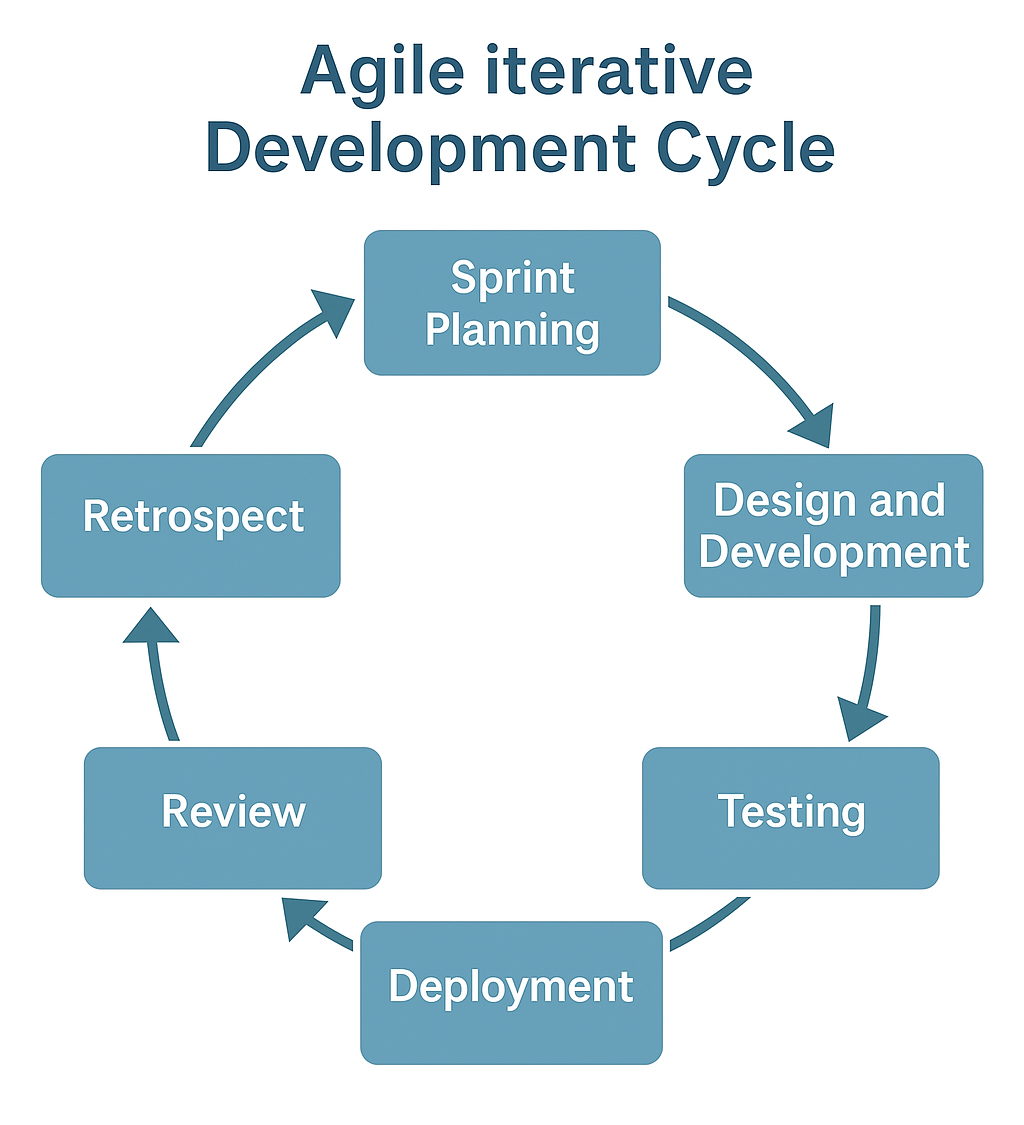 Agile iterative
Development Cycle
Sprint
Planning
Design and
Development
Testing
Deployment
Review
Retrospect